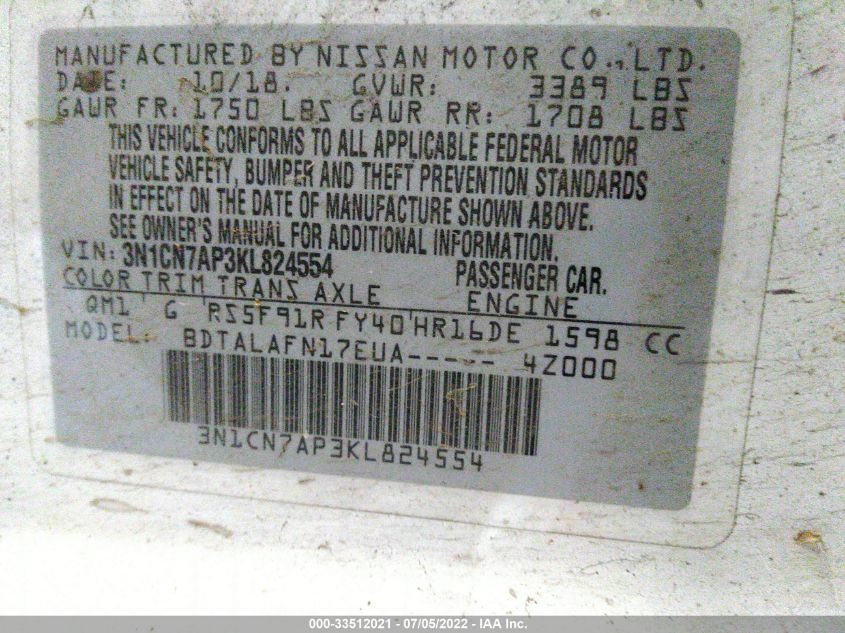 MANUFACTURED BY NISSAN MOTOR CO., LTD.
DATE: 10/18. GVWR: 3389 LBS
GAWR FR: 1750 LBS GAWR RR: 1708 LBS
THIS VEHICLE CONFORMS TO ALL APPLICABLE FEDERAL MOTOR
VEHICLE SAFETY, BUMPER AND THEFT PREVENTION STANDARDS
IN EFFECT ON THE DATE OF MANUFACTURE SHOWN ABOVE.
SEE OWNER'S MANUAL FOR ADDITIONAL INFORMATION.
VIN: 3N1CN7AP3KL824554 PASSENGER CAR.
COLOR TRIM TRANS AXLE ENGINE
QM1 G RS5F91R FY40 HR16DE 1598 CC
MODEL: BDTALAFN17EUA----- 4Z000
3N1CN7AP3KL824554
000-33512021 - 07/05/2022 - IAA Inc.